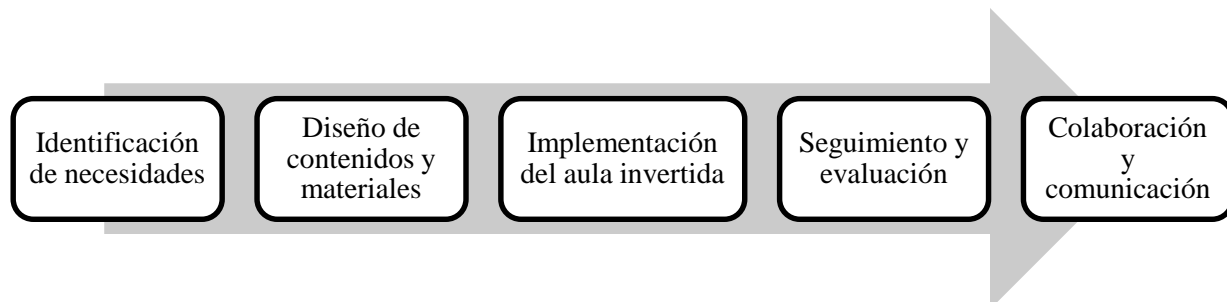 Identificación
de necesidades
Diseño de
contenidos y
materiales
Implementación
del aula invertida
Seguimiento y
evaluación
Colaboración
y
comunicación